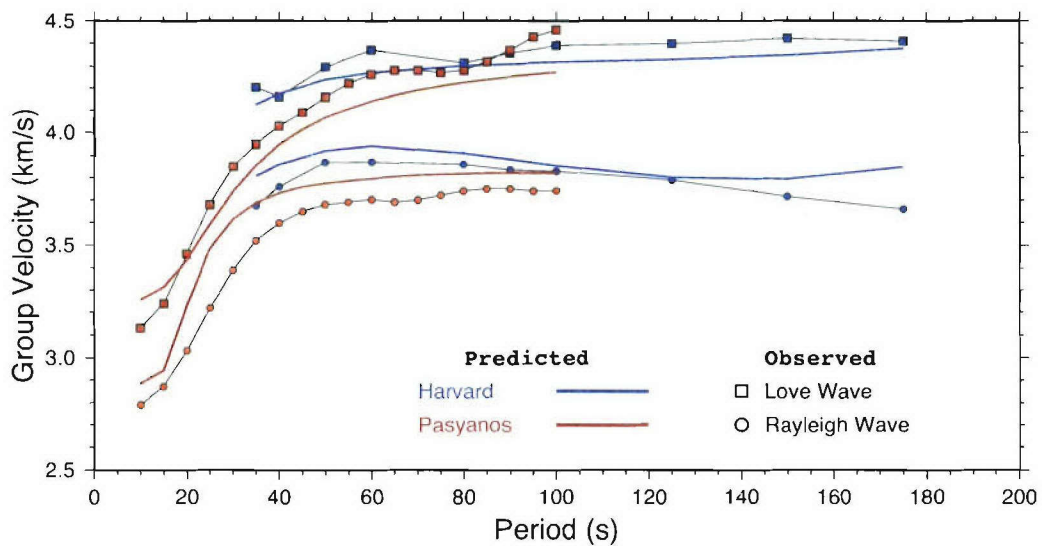 4.5
4.0
3.5
3.0
2.5
Group Velocity (km/s)
Predicted Observed
Harvard Love Wave
Pasyanos Rayleigh Wave
0 20 40 60 80 100 120 140 160 180 200
Period (s)